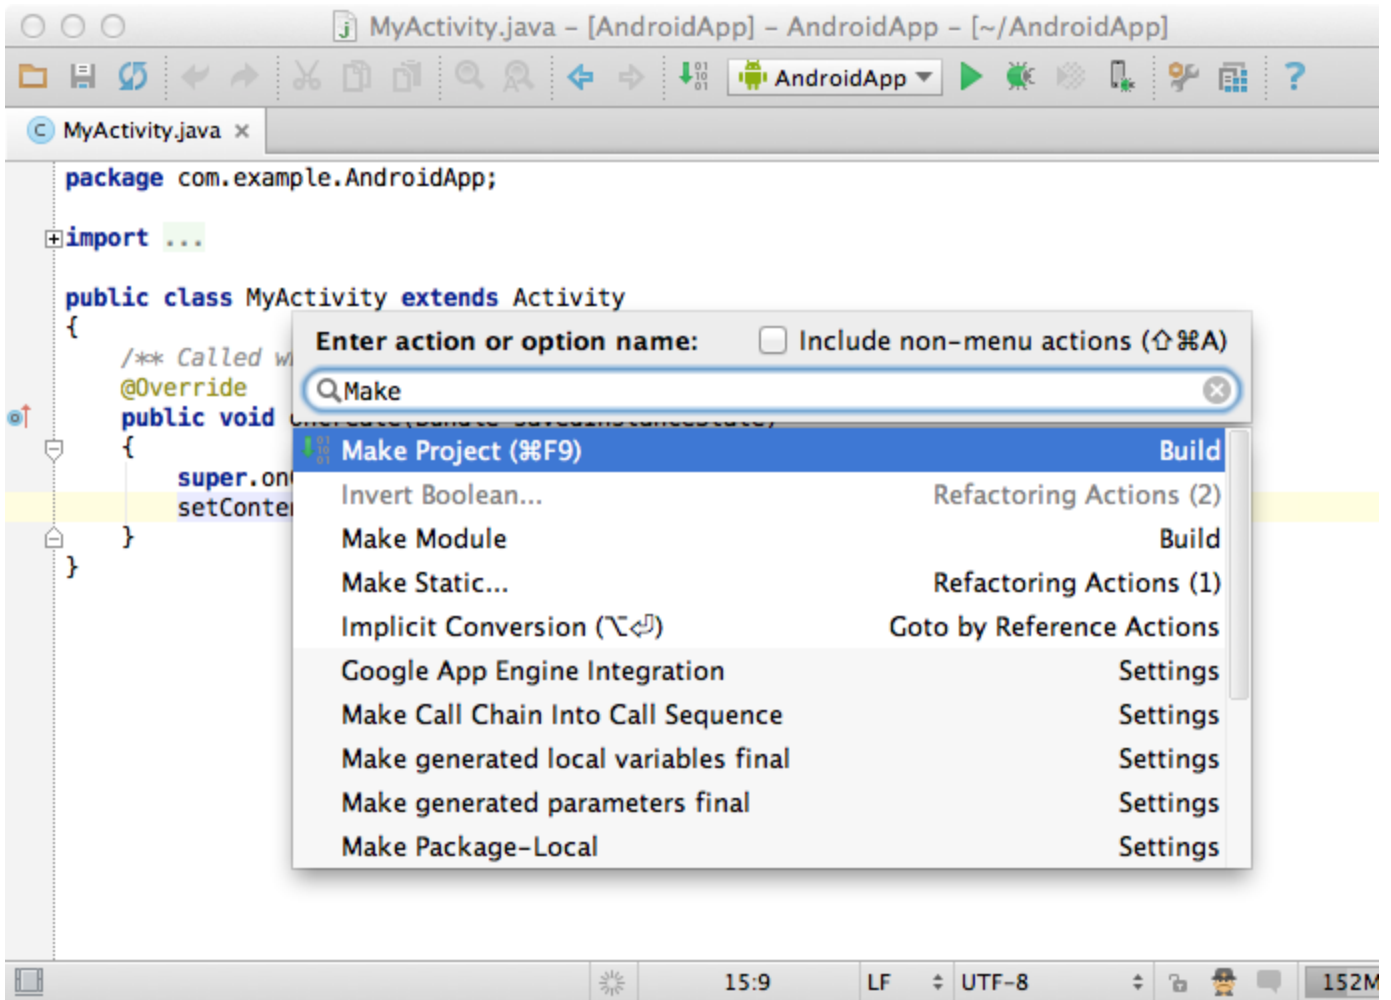 MyActivity.java – [AndroidApp] – AndroidApp – [~/AndroidApp]
AndroidApp
MyActivity.java
package com.example.AndroidApp;
import ...
public class MyActivity extends Activity
{
/** Called
@Override
public void onCreate(Bundle savedInstanceState)
{
super.on
setConte
}
}
Enter action or option name: Include non-menu actions (⇧⌘A)
Make
Make Project (⌘F9) Build
Invert Boolean... Refactoring Actions (2)
Make Module Build
Make Static... Refactoring Actions (1)
Implicit Conversion (⌥⏎) Goto by Reference Actions
Google App Engine Integration Settings
Make Call Chain Into Call Sequence Settings
Make generated local variables final Settings
Make generated parameters final Settings
Make Package-Local Settings
15:9 LF UTF-8 152M